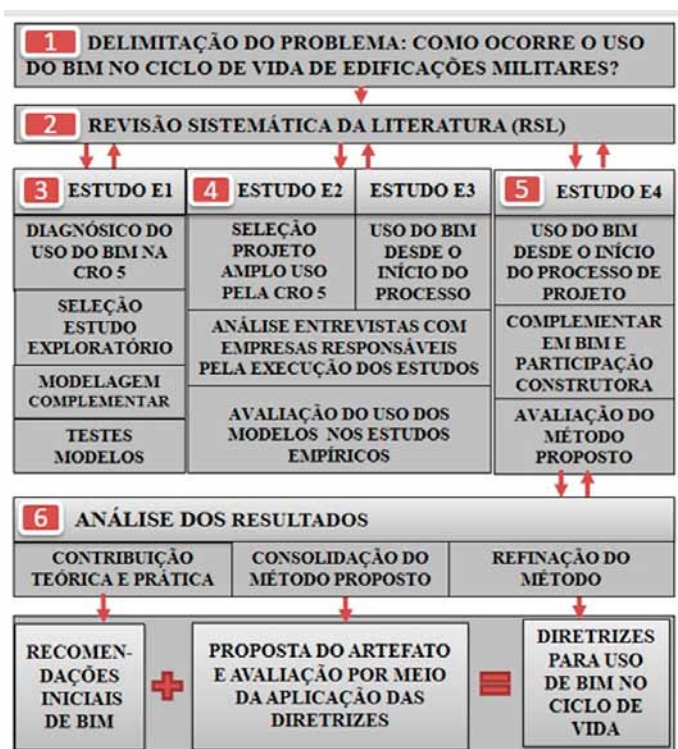 1 DELIMITAÇÃO DO PROBLEMA: COMO OCORRE O USO
DO BIM NO CICLO DE VIDA DE EDIFICAÇÕES MILITARES?
2 REVISÃO SISTEMÁTICA DA LITERATURA (RSL)
3 ESTUDO E1
DIAGNÓSTICO DO
USO DO BIM NA
CRO 5
SELEÇÃO
ESTUDO
EXPLORATÓRIO
MODELAGEM
COMPLEMENTAR
TESTES
MODELOS
4 ESTUDO E2
SELEÇÃO
PROJETO
AMPLO USO
PELA CRO 5
ESTUDO E3
USO DO BIM
DESDE O
INÍCIO DO
PROCESSO
ANÁLISE ENTREVISTAS COM
EMPRESAS RESPONSÁVEIS
PELA EXECUÇÃO DOS ESTUDOS
AVALIAÇÃO DO USO DOS
MODELOS NOS ESTUDOS
EMPÍRICOS
5 ESTUDO E4
USO DO BIM
DESDE O INÍCIO
DO PROCESSO DE
PROJETO
COMPLEMENTAR
EM BIM E
PARTICIPAÇÃO
CONSTRUTORA
AVALIAÇÃO DO
MÉTODO
PROPOSTO
6 ANÁLISE DOS RESULTADOS
CONTRIBUIÇÃO
TEÓRICA E PRÁTICA
CONSOLIDAÇÃO DO
MÉTODO PROPOSTO
REFINAÇÃO DO
MÉTODO
RECOMEN-
DAÇÕES
INICIAIS
DE BIM
+
PROPOSTA DO ARTEFATO
E AVALIAÇÃO POR MEIO
DA APLICAÇÃO DAS
DIRETRIZES
=
DIRETRIZES
PARA USO
DE BIM NO
CICLO DE
VIDA